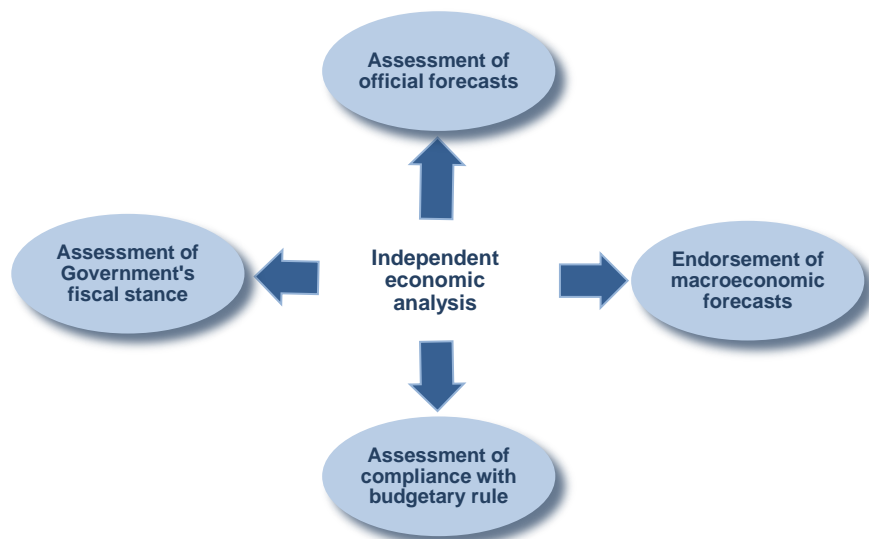 Assessment of
official forecasts
Assessment of
Government's
fiscal stance
Independent
economic
analysis
Endorsement of
macroeconomic
forecasts
Assessment of
compliance with
budgetary rule